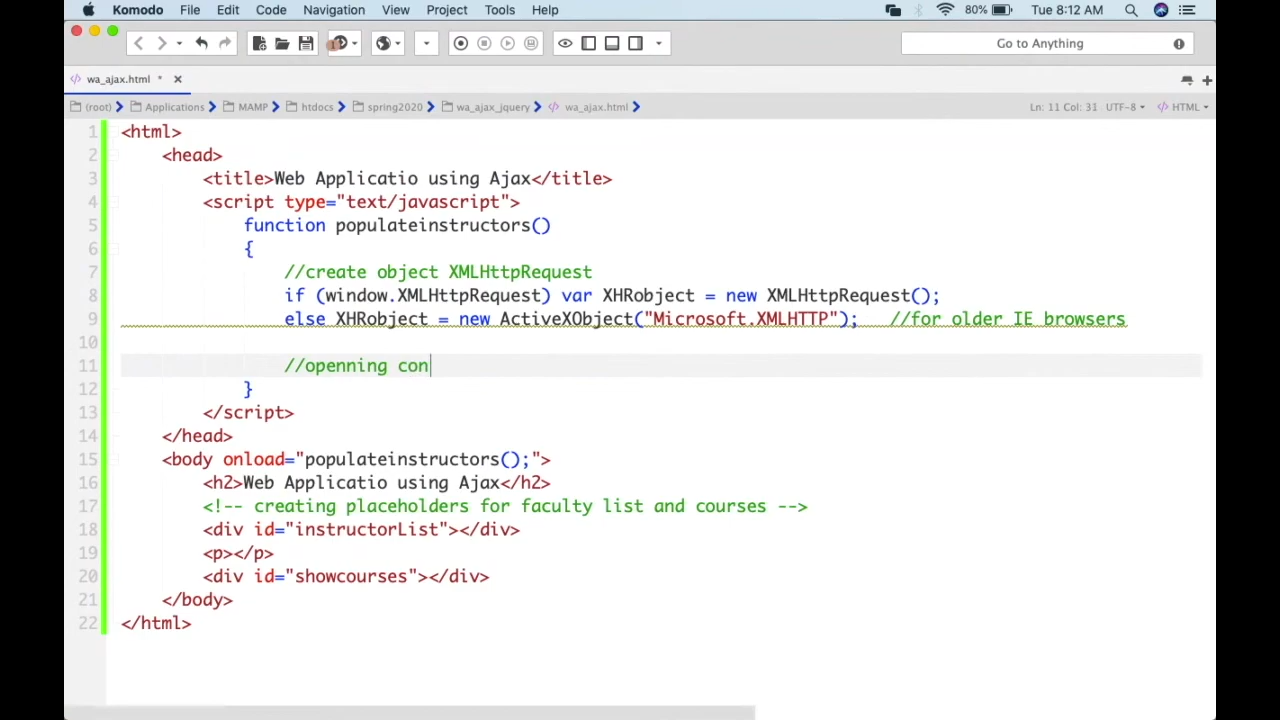 Komodo File Edit Code Navigation View Project Tools Help 80% Tue 8:12 AM
Go to Anything
wa_ajax.html *
(root) Applications MAMP htdocs spring2020 wa_ajax_jquery wa_ajax.html Ln: 11 Col: 31 UTF-8 HTML
1 <html>
2 <head>
3 <title>Web Applicatio using Ajax</title>
4 <script type="text/javascript">
5 function populateinstructors()
6 {
7 //create object XMLHttpRequest
8 if (window.XMLHttpRequest) var XHRobject = new XMLHttpRequest();
9 else XHRobject = new ActiveXObject("Microsoft.XMLHTTP"); //for older IE browsers
10
11 //openning con
12 }
13 </script>
14 </head>
15 <body onload="populateinstructors();">
16 <h2>Web Applicatio using Ajax</h2>
17 <!-- creating placeholders for faculty list and courses -->
18 <div id="instructorList"></div>
19 <p></p>
20 <div id="showcourses"></div>
21 </body>
22 </html>